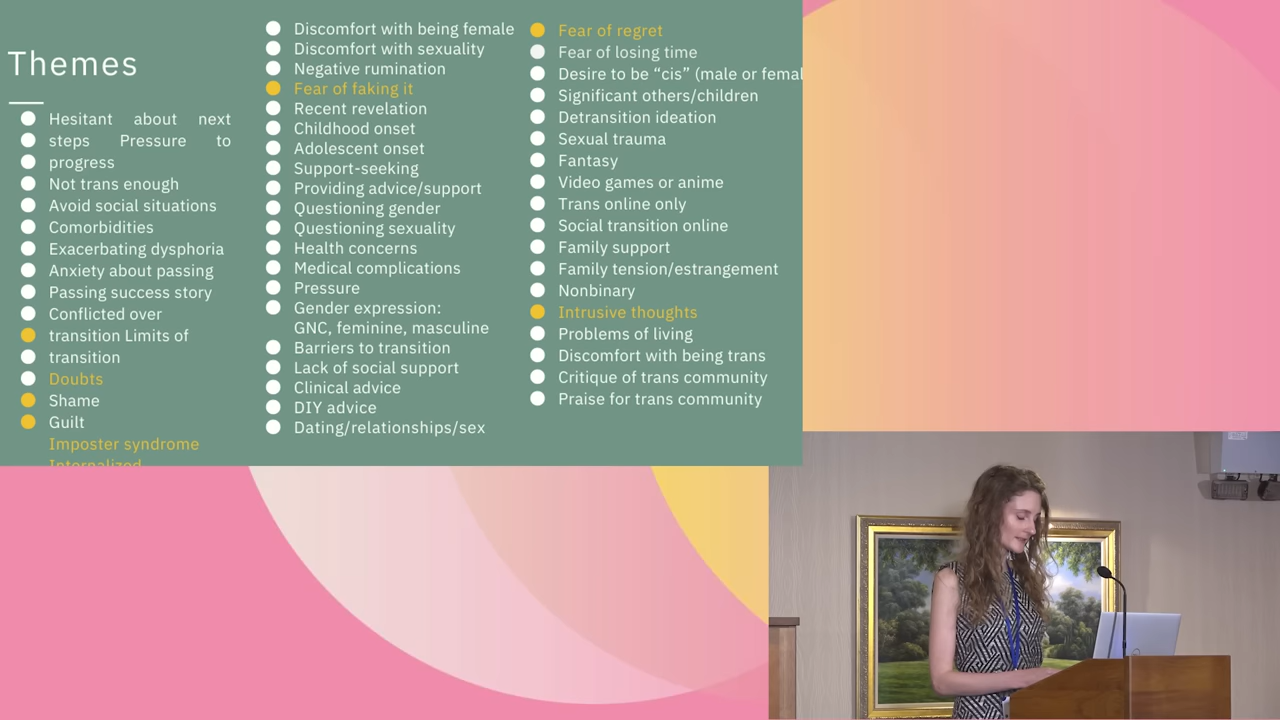 Themes
Hesitant about next
steps Pressure to
progress
Not trans enough
Avoid social situations
Comorbidities
Exacerbating dysphoria
Anxiety about passing
Passing success story
Conflicted over
transition Limits of
transition
Doubts
Shame
Guilt
Imposter syndrome
Internalized
Discomfort with being female
Discomfort with sexuality
Negative rumination
Fear of faking it
Recent revelation
Childhood onset
Adolescent onset
Support-seeking
Providing advice/support
Questioning gender
Questioning sexuality
Health concerns
Medical complications
Pressure
Gender expression:
GNC, feminine, masculine
Barriers to transition
Lack of social support
Clinical advice
DIY advice
Dating/relationships/sex
Fear of regret
Fear of losing time
Desire to be “cis” (male or femal
Significant others/children
Detransition ideation
Sexual trauma
Fantasy
Video games or anime
Trans online only
Social transition online
Family support
Family tension/estrangement
Nonbinary
Intrusive thoughts
Problems of living
Discomfort with being trans
Critique of trans community
Praise for trans community